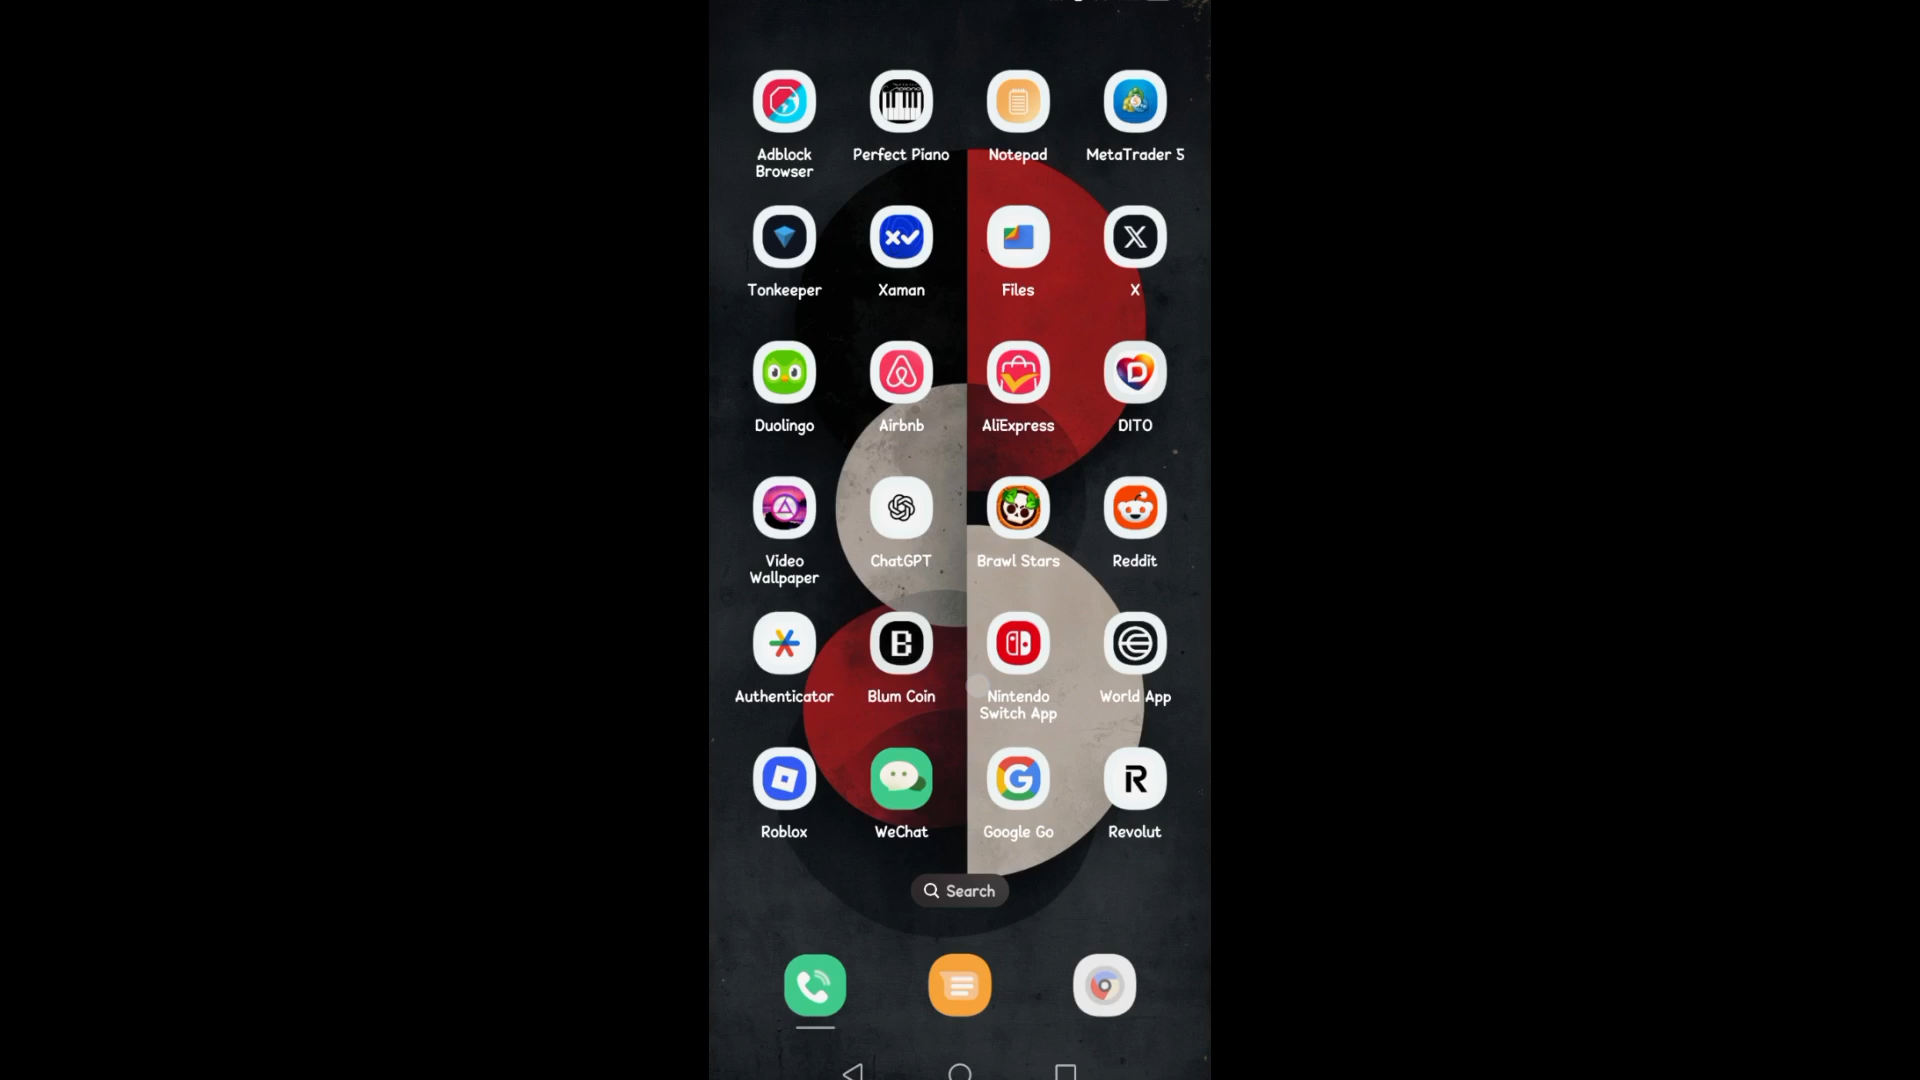 Adblock
Browser
Perfect Piano
Notepad
MetaTrader 5
Tonkeeper
Xaman
Files
X
Duolingo
Airbnb
AliExpress
DITO
Video
Wallpaper
ChatGPT
Brawl Stars
Reddit
Authenticator
Blum Coin
Nintendo
Switch App
World App
Roblox
WeChat
Google Go
Revolut
Search